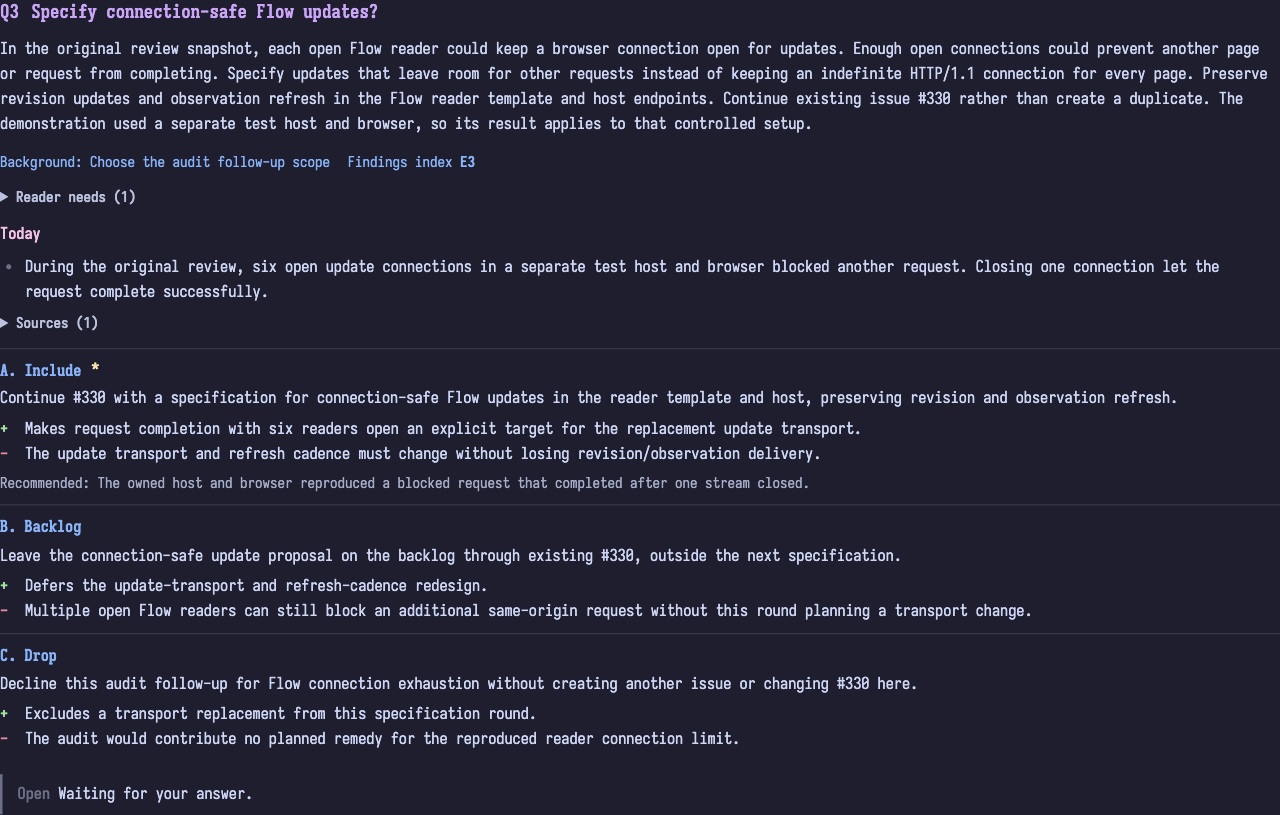 Q3 Specify connection-safe Flow updates?
In the original review snapshot, each open Flow reader could keep a browser connection open for updates. Enough open connections could prevent another page
or request from completing. Specify updates that leave room for other requests instead of keeping an indefinite HTTP/1.1 connection for every page. Preserve
revision updates and observation refresh in the Flow reader template and host endpoints. Continue existing issue #330 rather than create a duplicate. The
demonstration used a separate test host and browser, so its result applies to that controlled setup.
Background: Choose the audit follow-up scope Findings index E3
▶ Reader needs (1)
Today
• During the original review, six open update connections in a separate test host and browser blocked another request. Closing one connection let the
request complete successfully.
▶ Sources (1)
A. Include *
Continue #330 with a specification for connection-safe Flow updates in the reader template and host, preserving revision and observation refresh.
+ Makes request completion with six readers open an explicit target for the replacement update transport.
- The update transport and refresh cadence must change without losing revision/observation delivery.
Recommended: The owned host and browser reproduced a blocked request that completed after one stream closed.
B. Backlog
Leave the connection-safe update proposal on the backlog through existing #330, outside the next specification.
+ Defers the update-transport and refresh-cadence redesign.
- Multiple open Flow readers can still block an additional same-origin request without this round planning a transport change.
C. Drop
Decline this audit follow-up for Flow connection exhaustion without creating another issue or changing #330 here.
+ Excludes a transport replacement from this specification round.
- The audit would contribute no planned remedy for the reproduced reader connection limit.
Open Waiting for your answer.